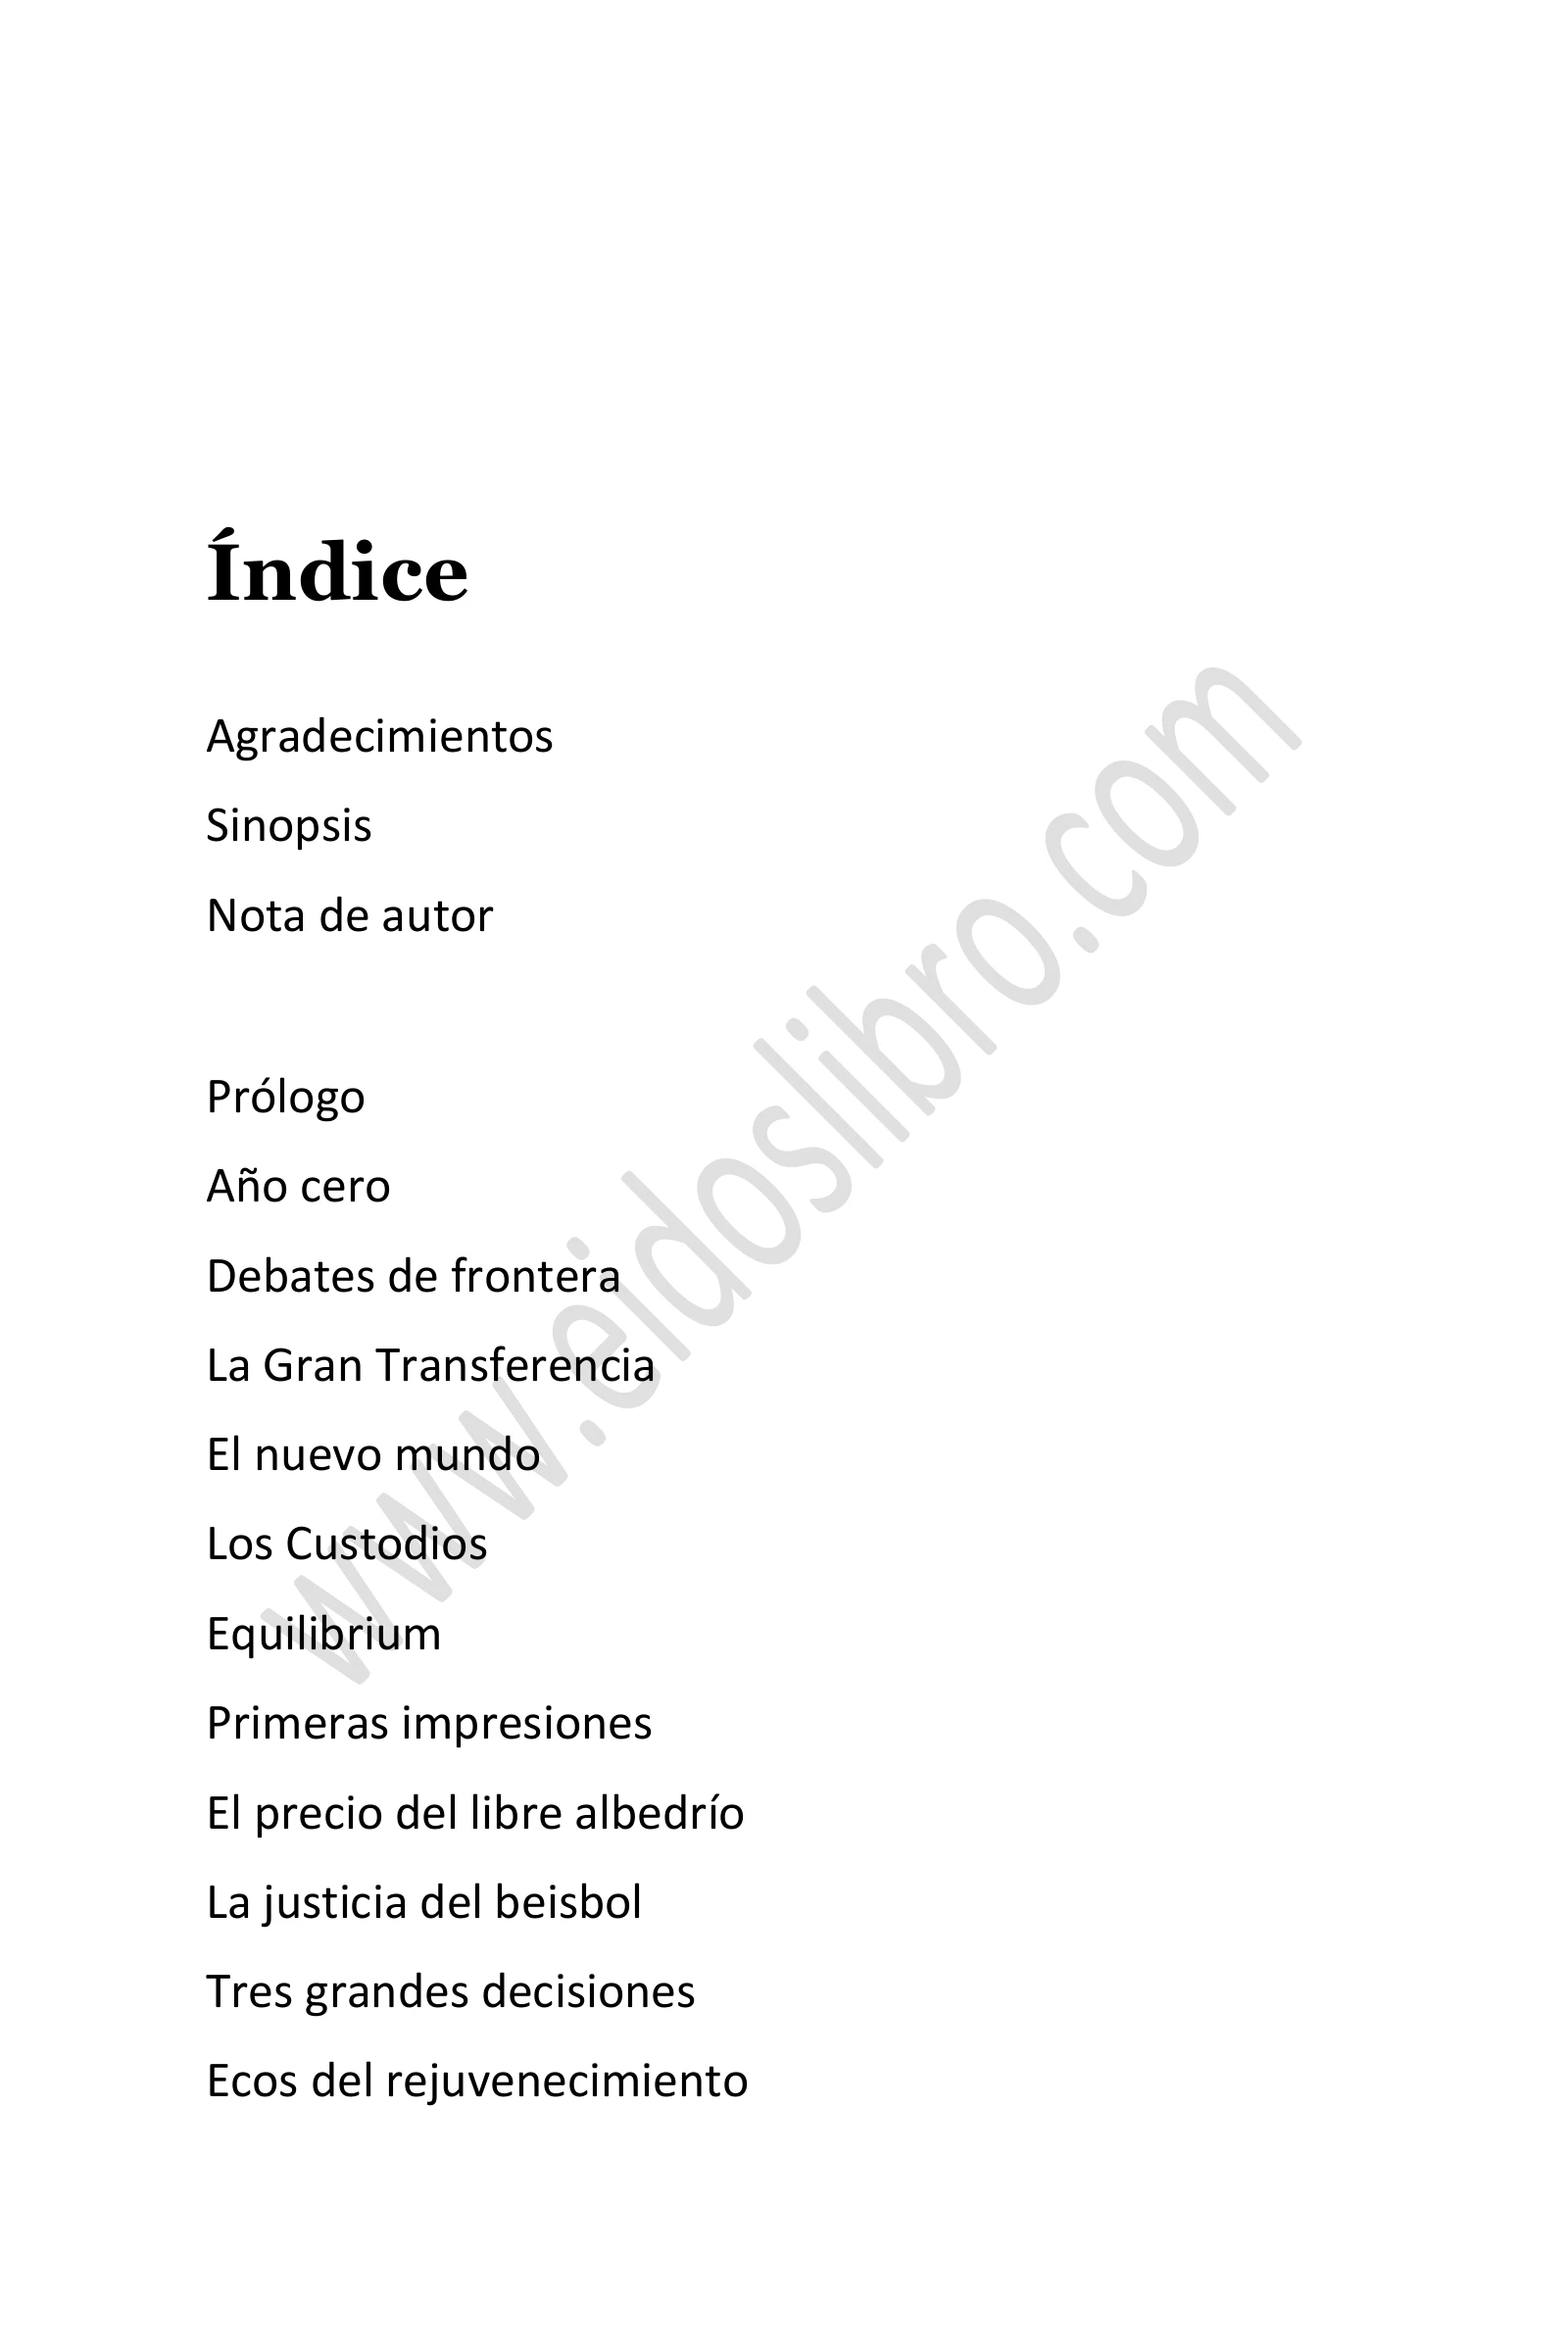 Índice
Agradecimientos
Sinopsis
Nota de autor
Prólogo
Año cero
Debates de frontera
La Gran Transferencia
El nuevo mundo
Los Custodios
Equilibrium
Primeras impresiones
El precio del libre albedrío
La justicia del beisbol
Tres grandes decisiones
Ecos del rejuvenecimiento
www.eidoslibro.com